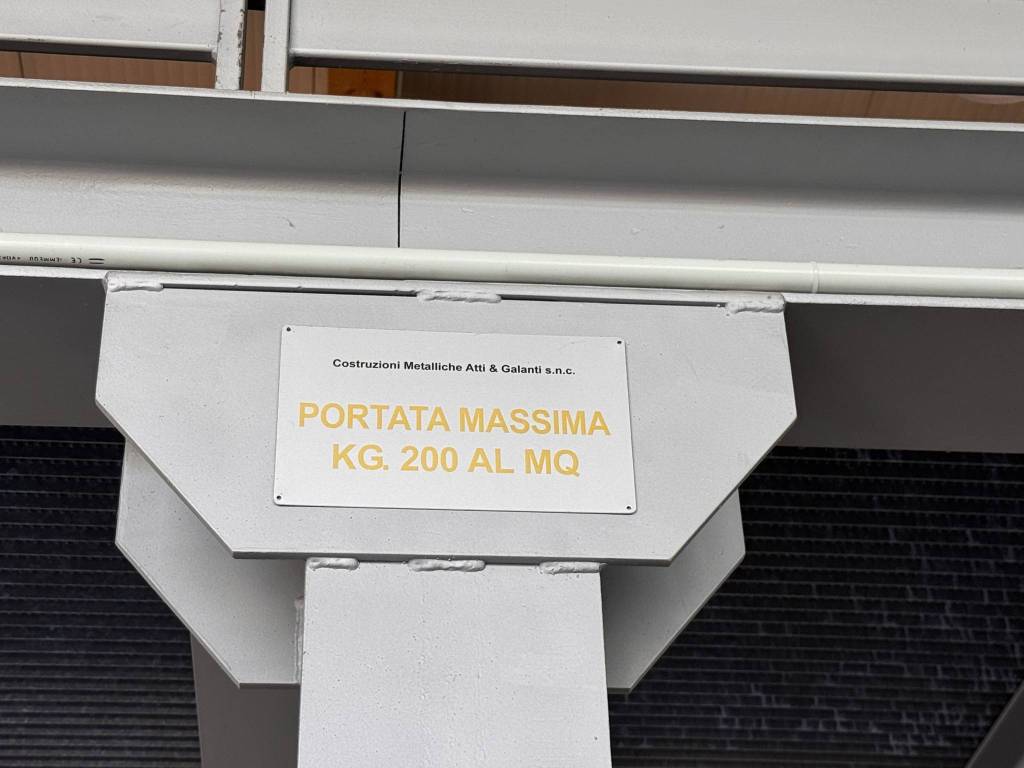 Costruzioni Metalliche Atti & Galanti s.n.c.
PORTATA MASSIMA
KG. 200 AL MQ